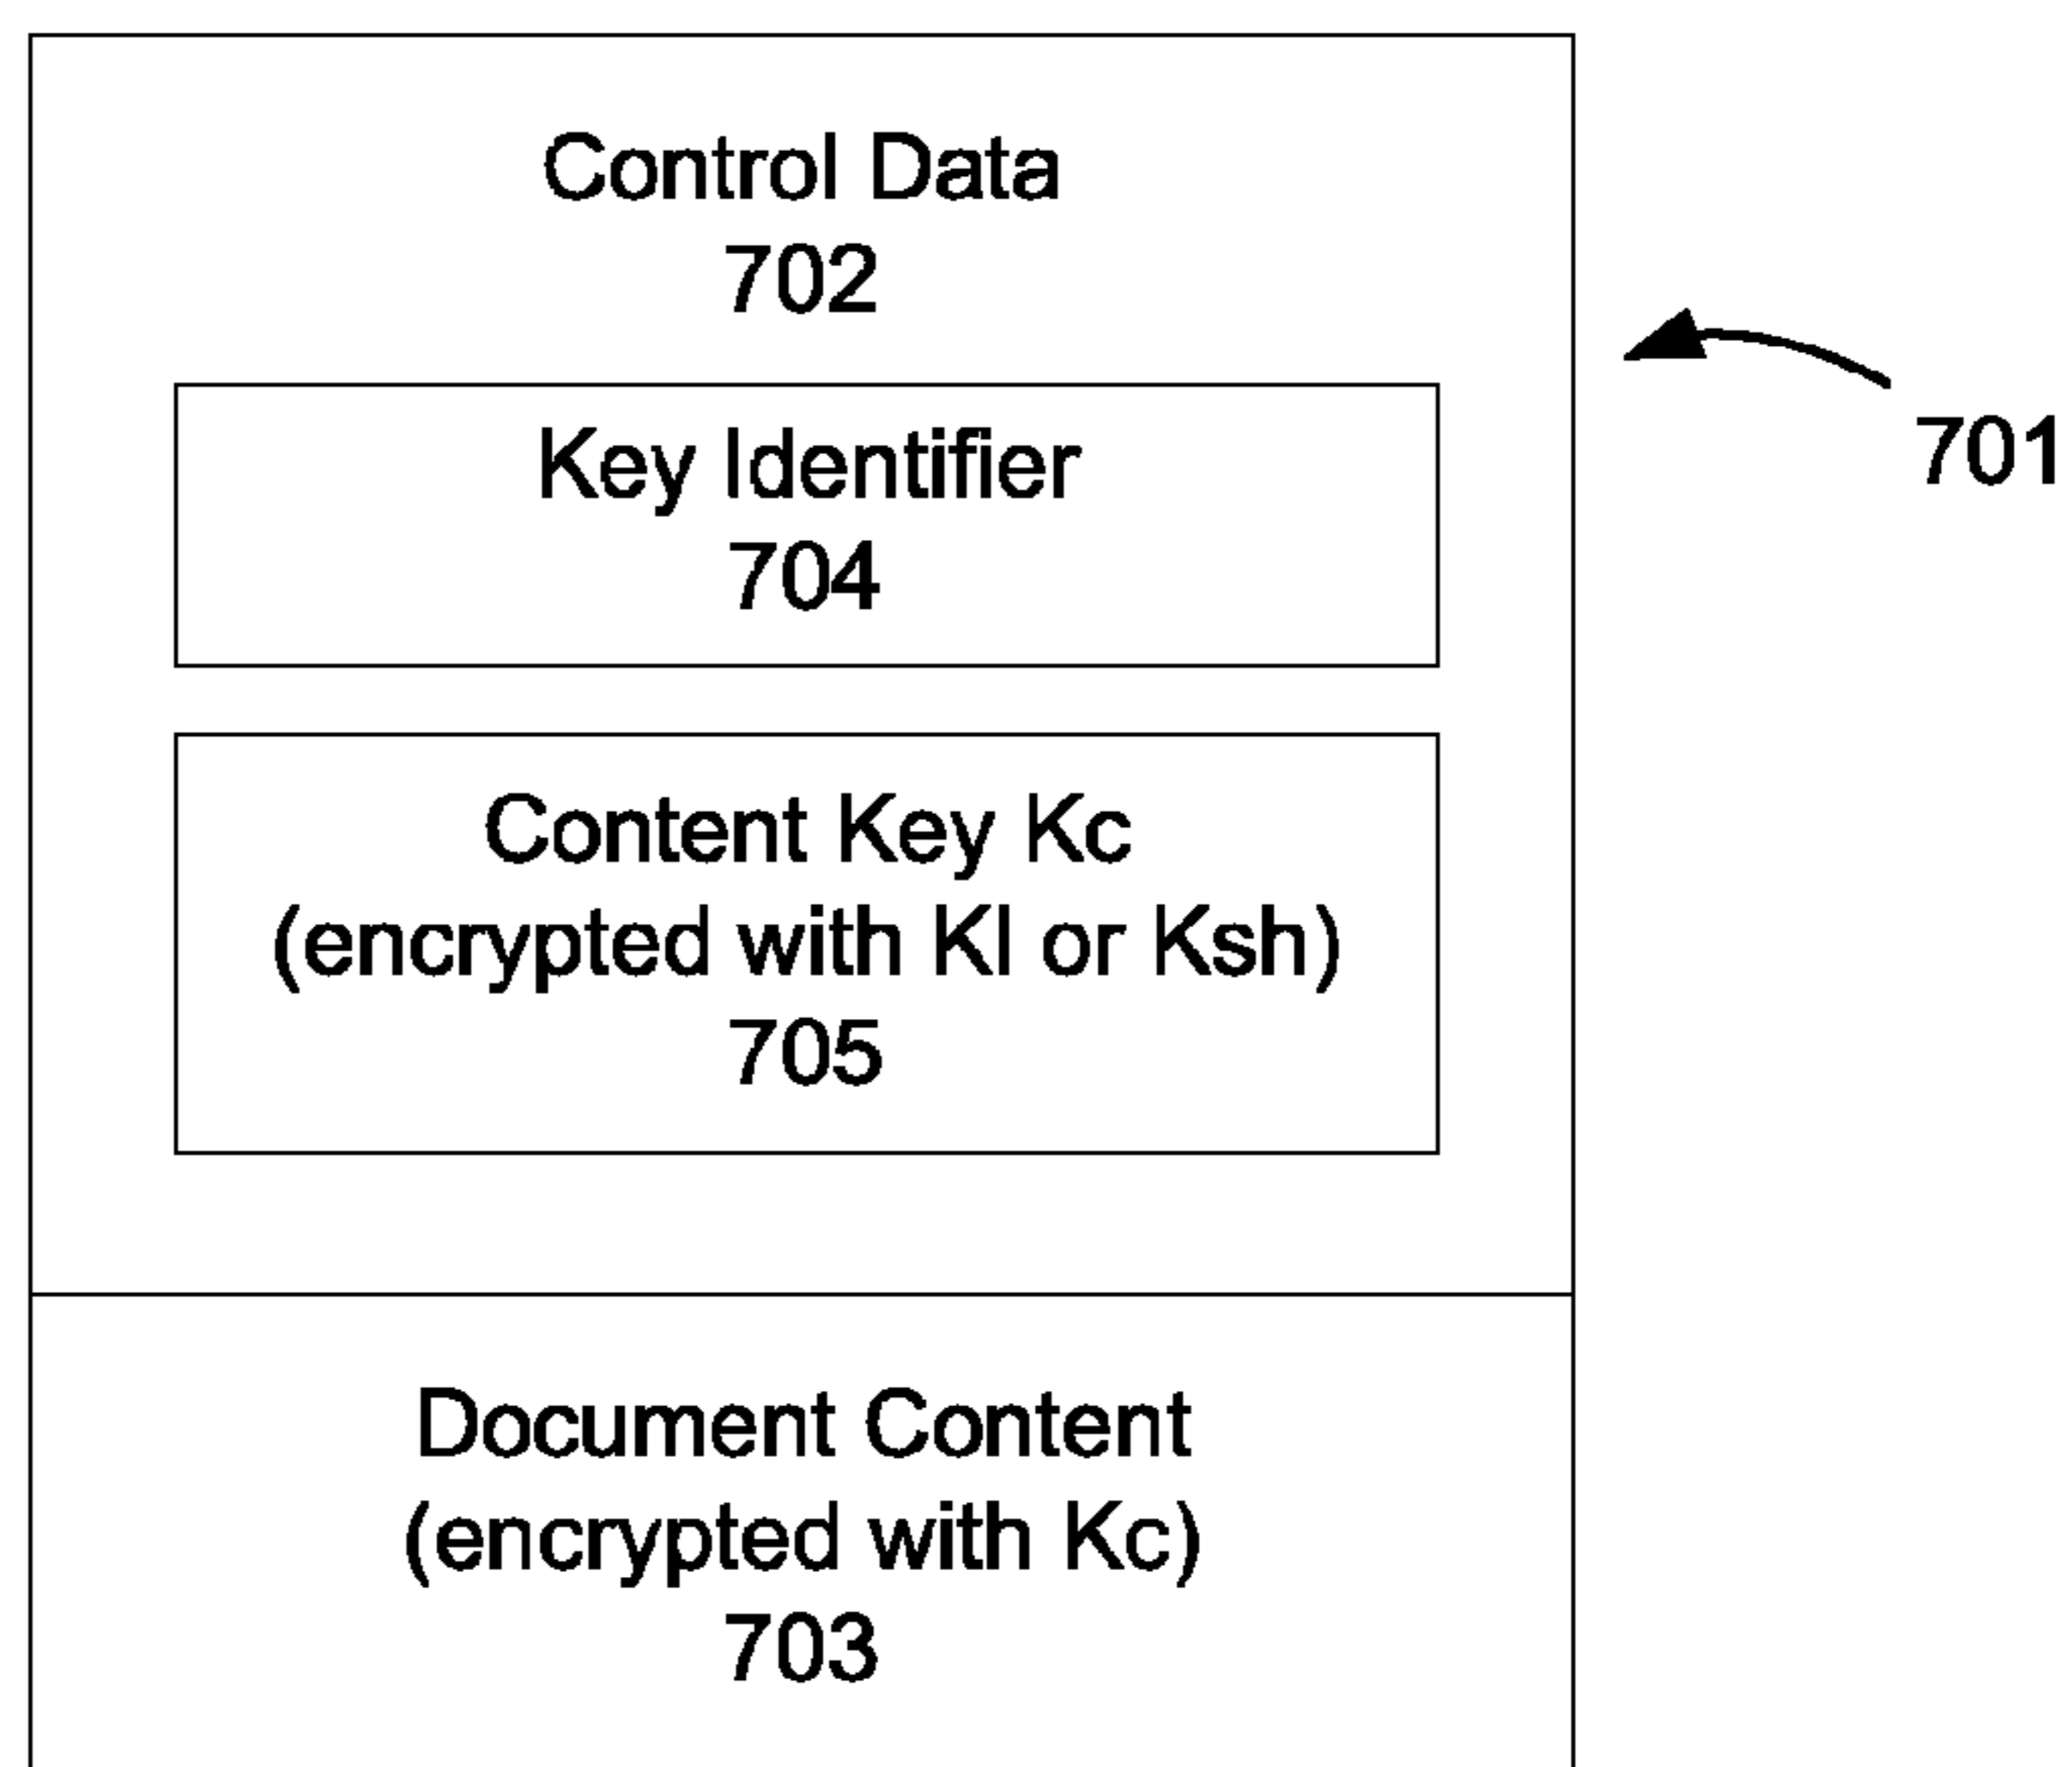 Control Data
702
701
Key Identifier
704
Content Key Kc
(encrypted with Kl or Ksh)
705
Document Content
(encrypted with Kc)
703